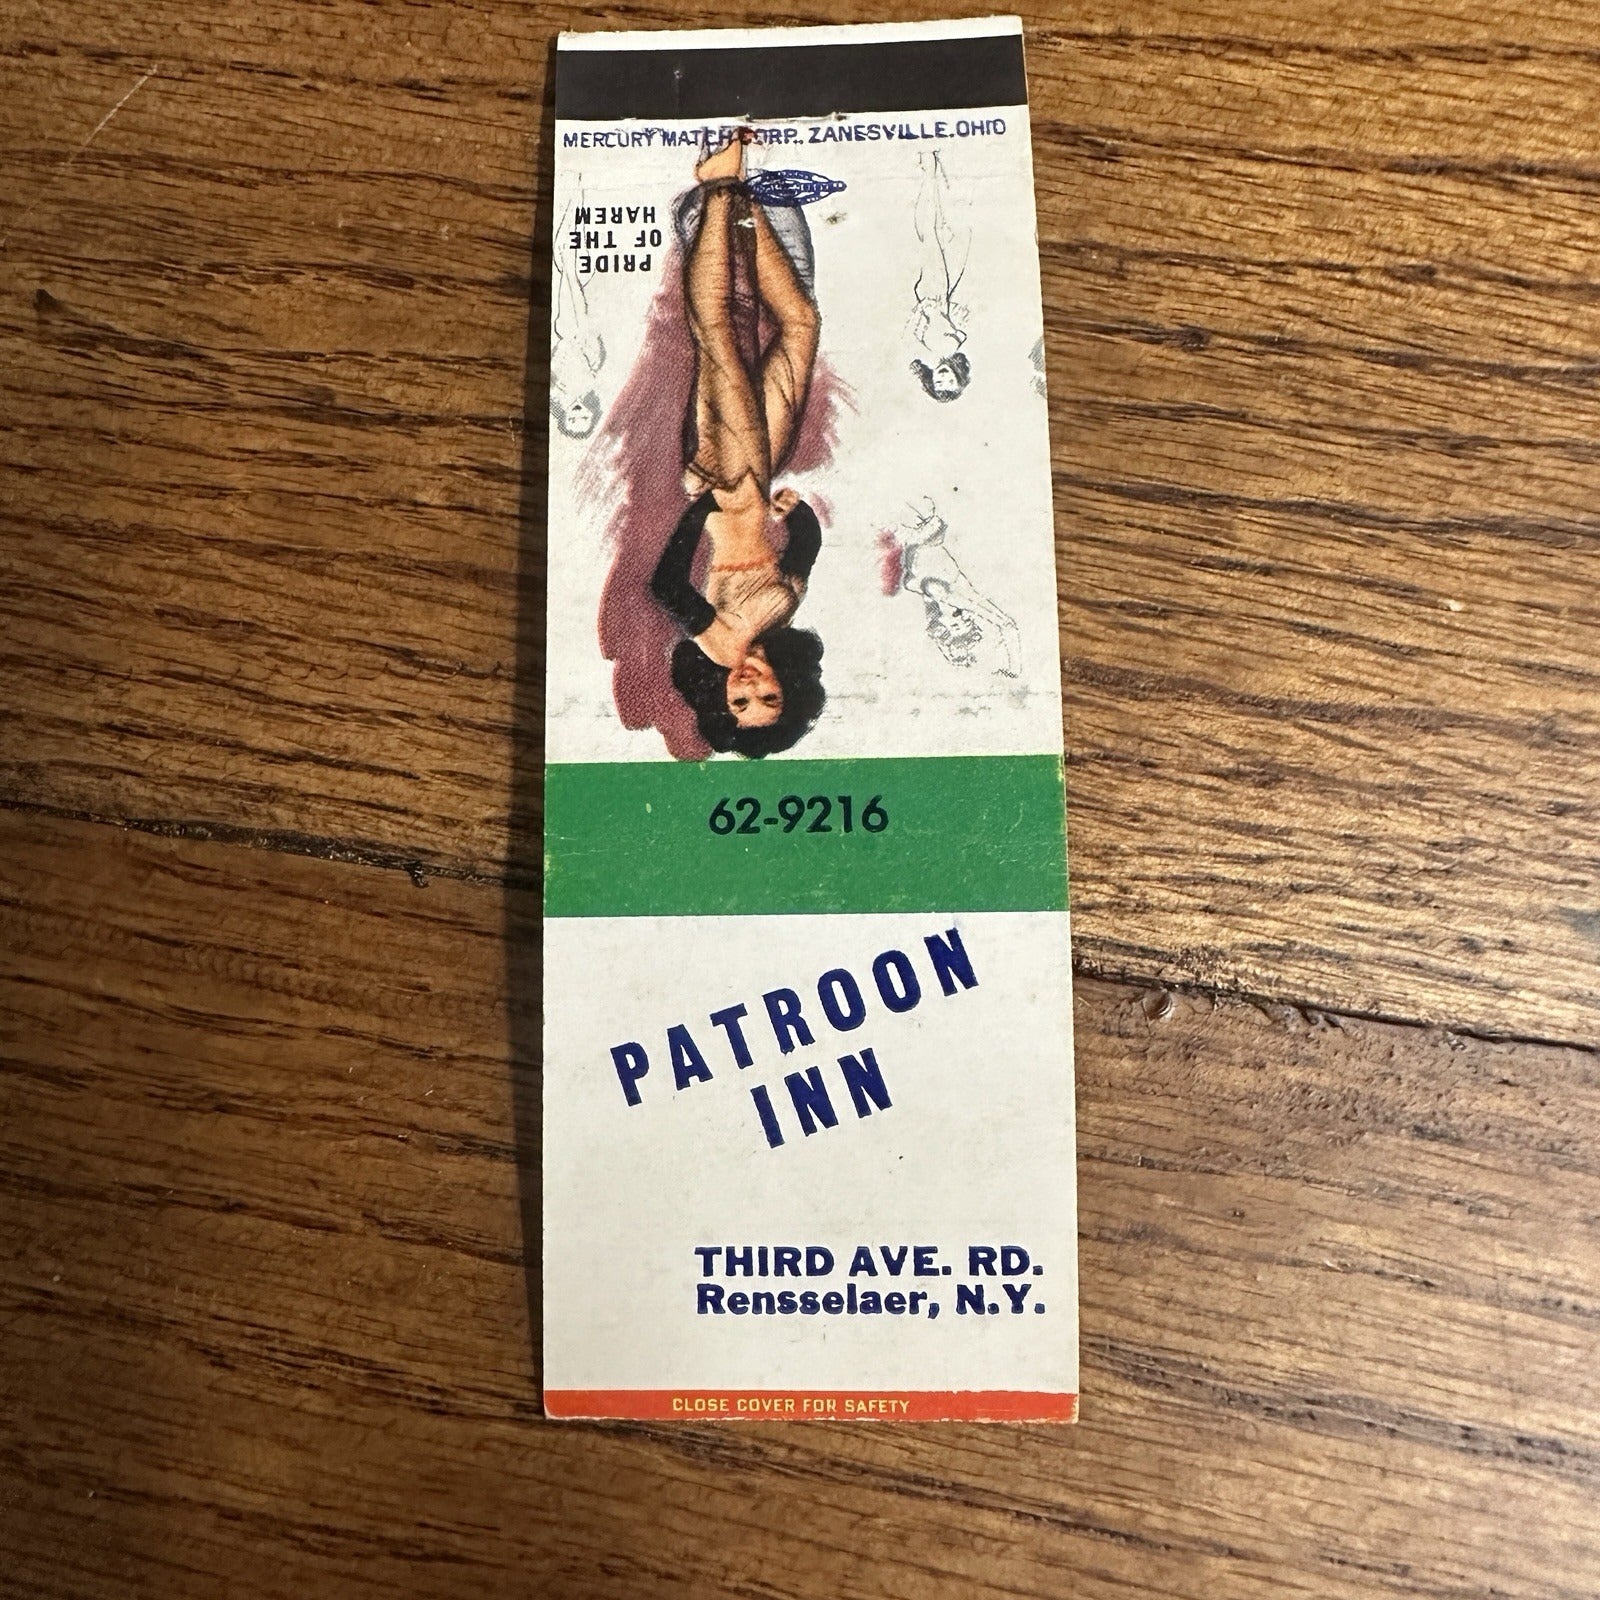 MERCURY MATCH CORP., ZANESVILLE, OHIO
PRIDE
OF THE
HAREM
62-9216
PATROON
INN
THIRD AVE. RD.
Rensselaer, N.Y.
CLOSE COVER FOR SAFETY